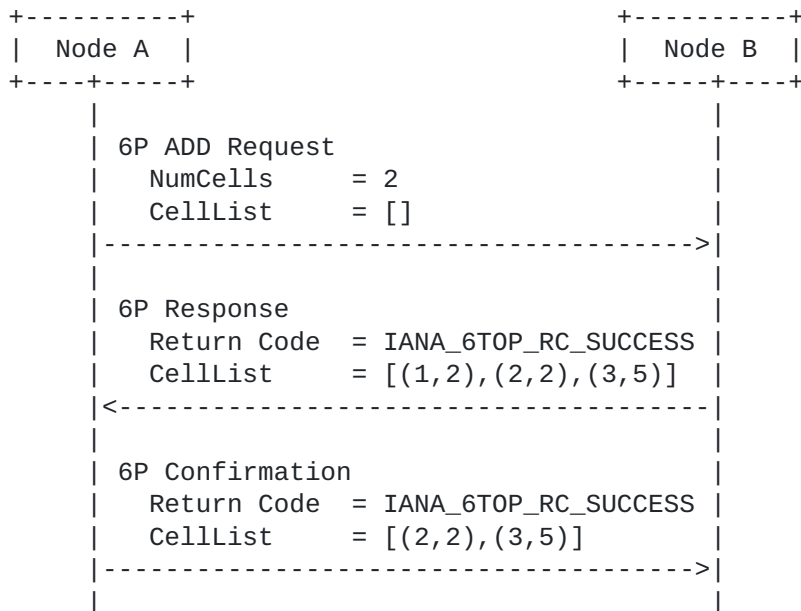 Node A Node B
6P ADD Request
NumCells = 2
CellList = []
6P Response
Return Code = IANA_6TOP_RC_SUCCESS
CellList = [(1,2),(2,2),(3,5)]
6P Confirmation
Return Code = IANA_6TOP_RC_SUCCESS
CellList = [(2,2),(3,5)]